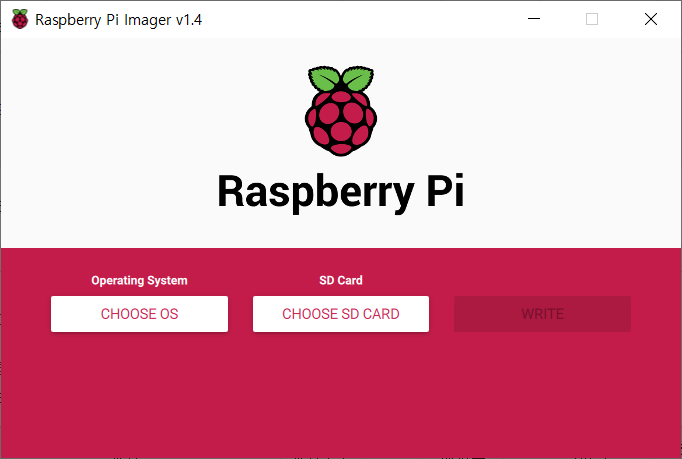 Raspberry Pi Imager v1.4
Raspberry Pi
Operating System
SD Card
CHOOSE OS
CHOOSE SD CARD
WRITE